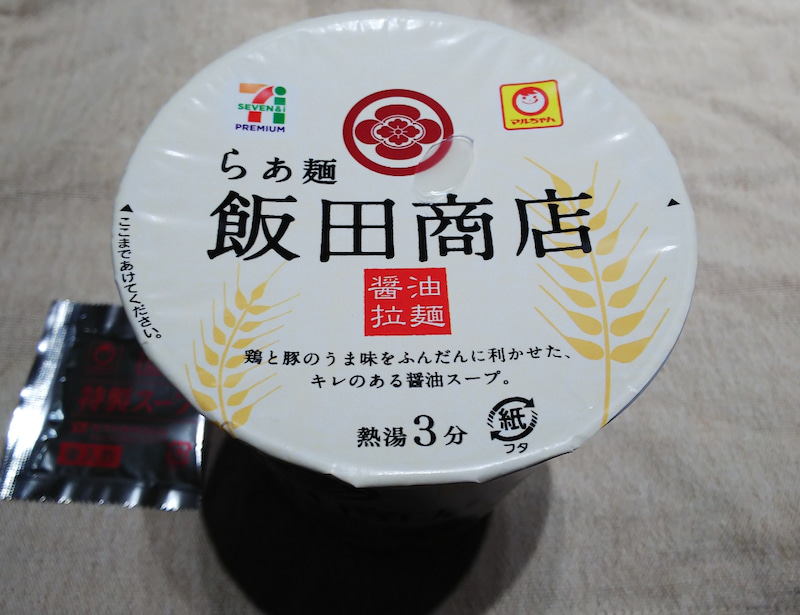 SEVEN&i
PREMIUM
マルちゃん
らぁ麺
飯田商店
醤油
拉麺
鶏と豚のうま味をふんだんに利かせた、
キレのある醤油スープ。
熱湯3分
紙
フタ
ここまであけてください。
特製スープ